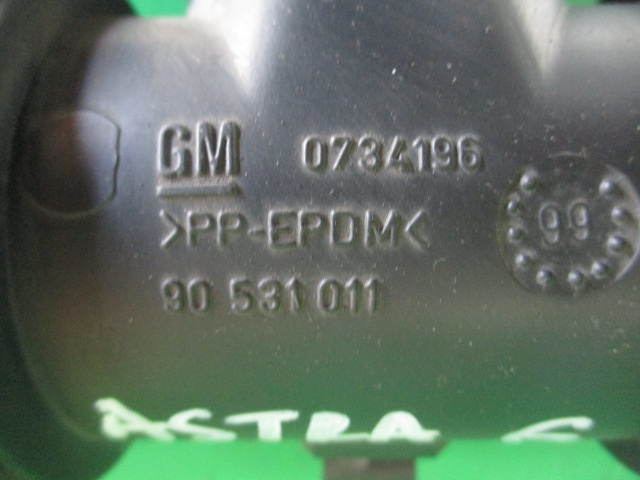 GM 0734196
>PP-EPDM<
99
90 531 011
ASTRA G